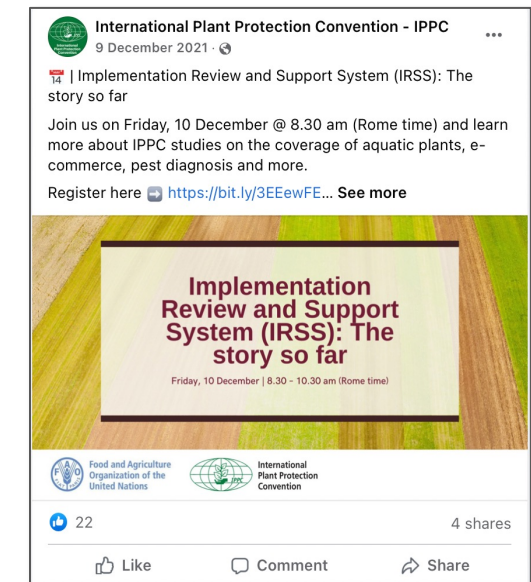 International Plant Protection Convention - IPPC
9 December 2021 ·
14 | Implementation Review and Support System (IRSS): The
story so far
Join us on Friday, 10 December @ 8.30 am (Rome time) and learn
more about IPPC studies on the coverage of aquatic plants, e-
commerce, pest diagnosis and more.
Register here ➡️ https://bit.ly/3EEewFE... See more
Implementation
Review and Support
System (IRSS): The
story so far
Friday, 10 December | 8.30 - 10.30 am (Rome time)
Food and Agriculture
Organization of the
United Nations
IPPC
International
Plant Protection
Convention
22
4 shares
Like
Comment
Share